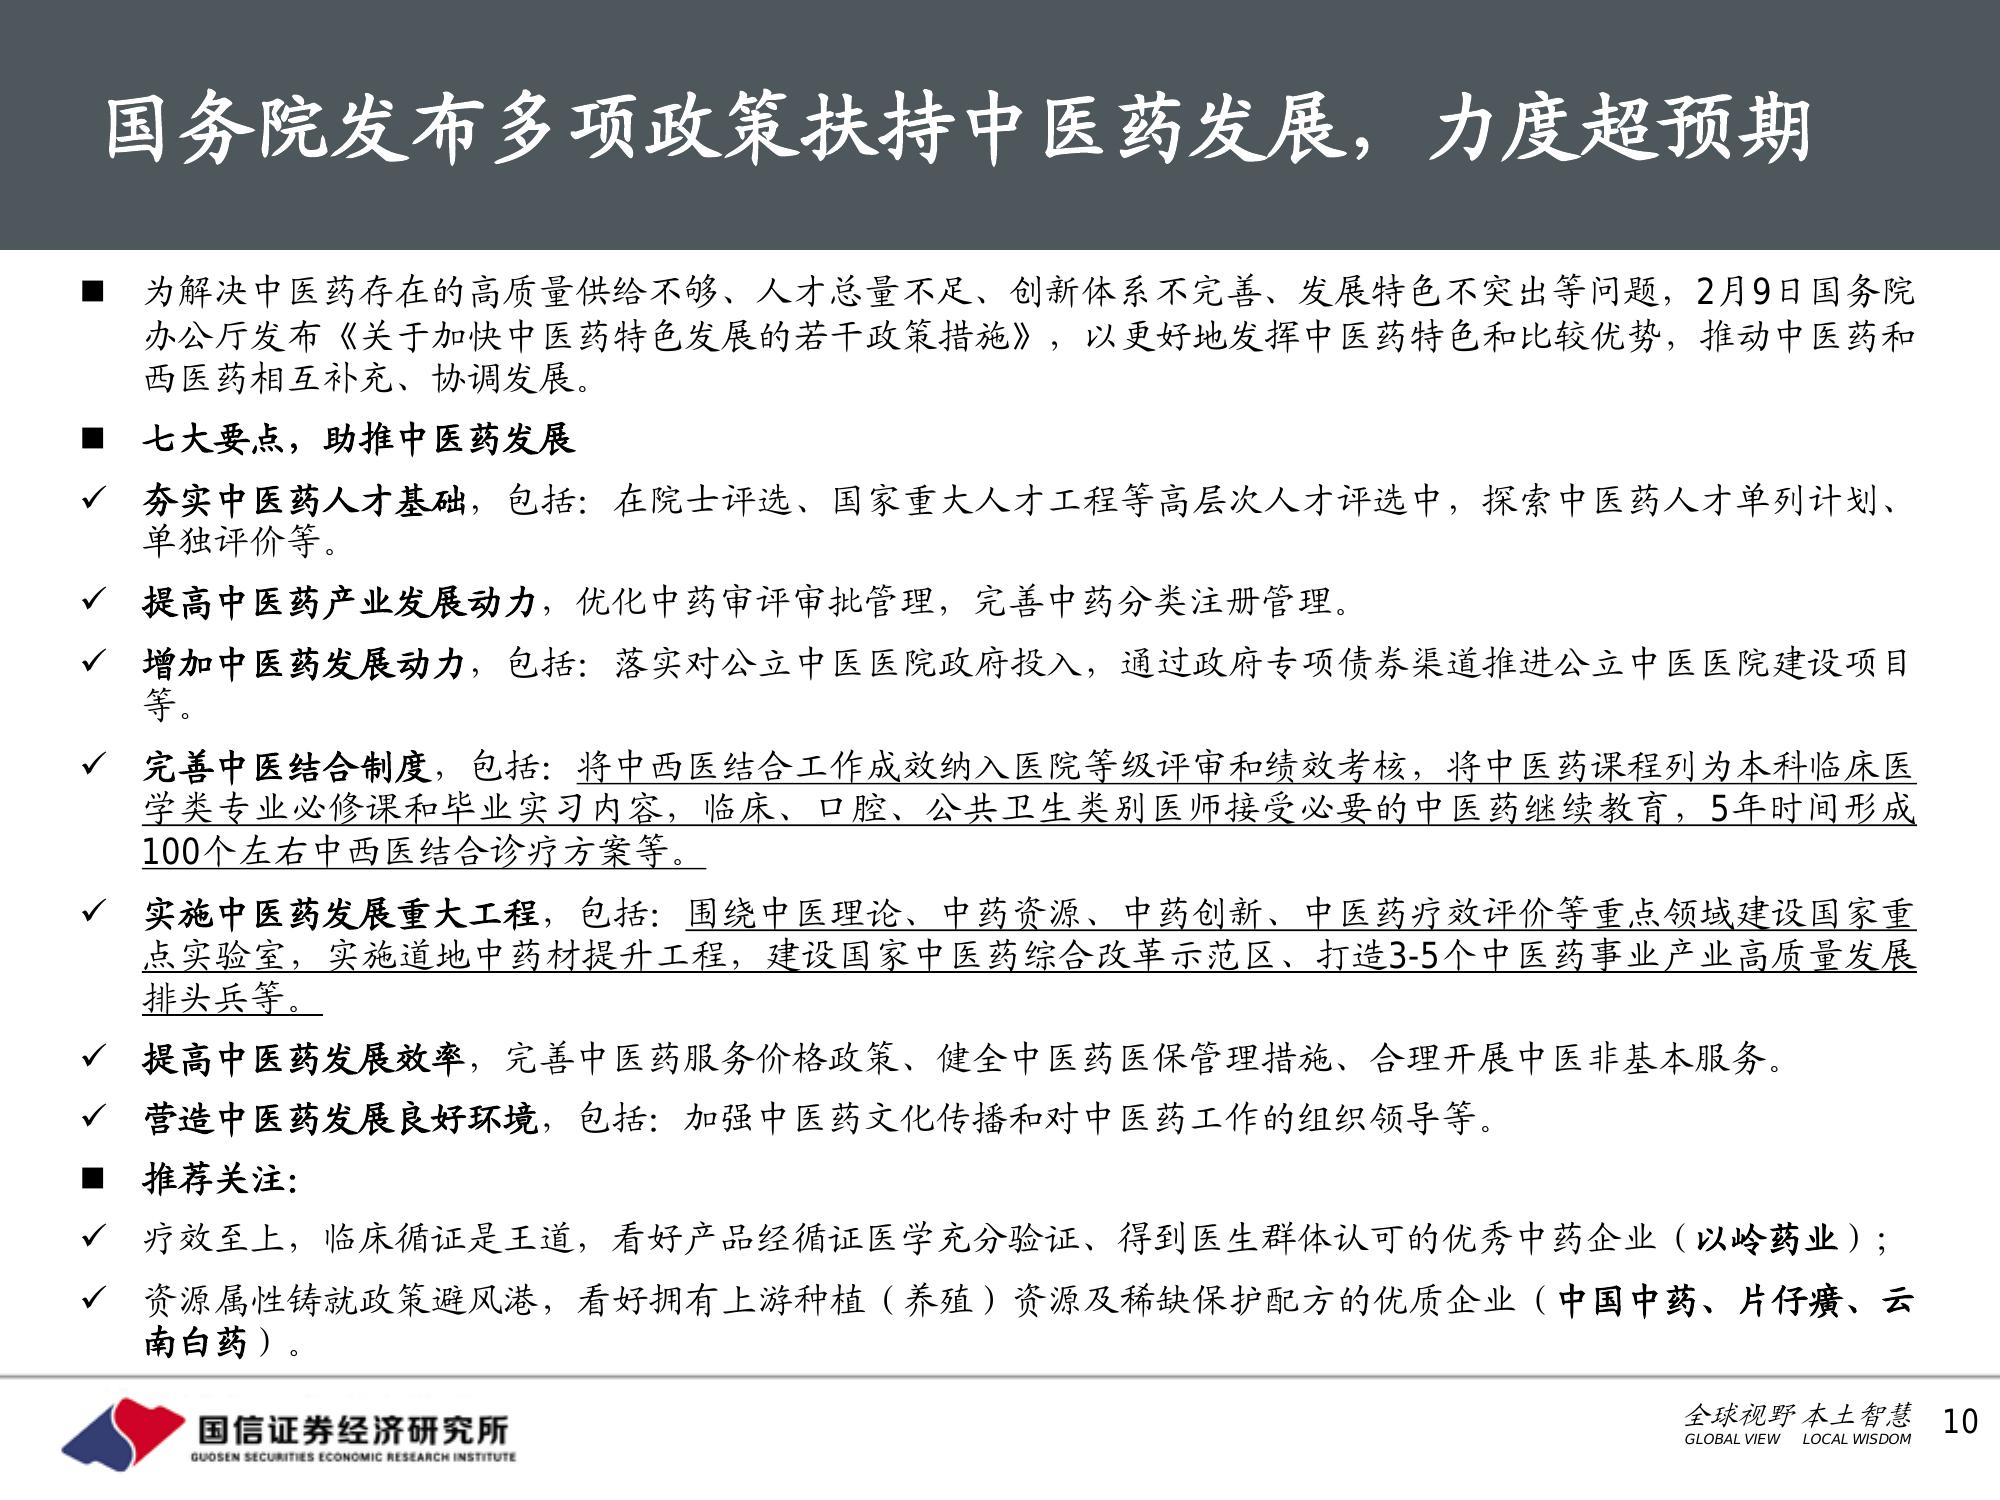 国务院发布多项政策扶持中医药发展，力度超预期
■ 为解决中医药存在的高质量供给不够、人才总量不足、创新体系不完善、发展特色不突出等问题，2月9日国务院
办公厅发布《关于加快中医药特色发展的若干政策措施》，以更好地发挥中医药特色和比较优势，推动中医药和
西医药相互补充、协调发展。
■ 七大要点，助推中医药发展
✓ 夯实中医药人才基础，包括：在院士评选、国家重大人才工程等高层次人才评选中，探索中医药人才单列计划、
单独评价等。
✓ 提高中医药产业发展动力，优化中药审评审批管理，完善中药分类注册管理。
✓ 增加中医药发展动力，包括：落实对公立中医医院政府投入，通过政府专项债券渠道推进公立中医医院建设项目
等。
✓ 完善中医结合制度，包括：将中西医结合工作成效纳入医院等级评审和绩效考核，将中医药课程列为本科临床医
学类专业必修课和毕业实习内容，临床、口腔、公共卫生类别医师接受必要的中医药继续教育，5年时间形成
100个左右中西医结合诊疗方案等。
✓ 实施中医药发展重大工程，包括：围绕中医理论、中药资源、中药创新、中医药疗效评价等重点领域建设国家重
点实验室，实施道地中药材提升工程，建设国家中医药综合改革示范区、打造3-5个中医药事业产业高质量发展
排头兵等。
✓ 提高中医药发展效率，完善中医药服务价格政策、健全中医药医保管理措施、合理开展中医非基本服务。
✓ 营造中医药发展良好环境，包括：加强中医药文化传播和对中医药工作的组织领导等。
■ 推荐关注：
✓ 疗效至上，临床循证是王道，看好产品经循证医学充分验证、得到医生群体认可的优秀中药企业（以岭药业）；
✓ 资源属性铸就政策避风港，看好拥有上游种植（养殖）资源及稀缺保护配方的优质企业（中国中药、片仔癀、云
南白药）。
国信证券经济研究所
GUOSEN SECURITIES ECONOMIC RESEARCH INSTITUTE
全球视野 本土智慧
GLOBAL VIEW LOCAL WISDOM
10